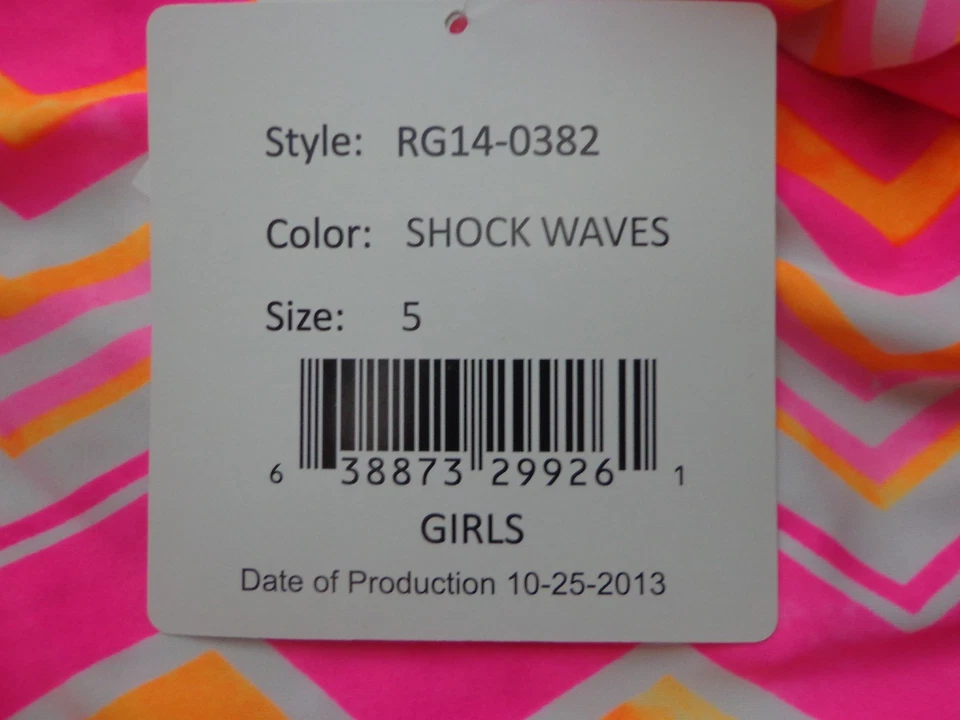 Style: RG14-0382
Color: SHOCK WAVES
Size: 5
6 38873 29926 1
GIRLS
Date of Production 10-25-2013